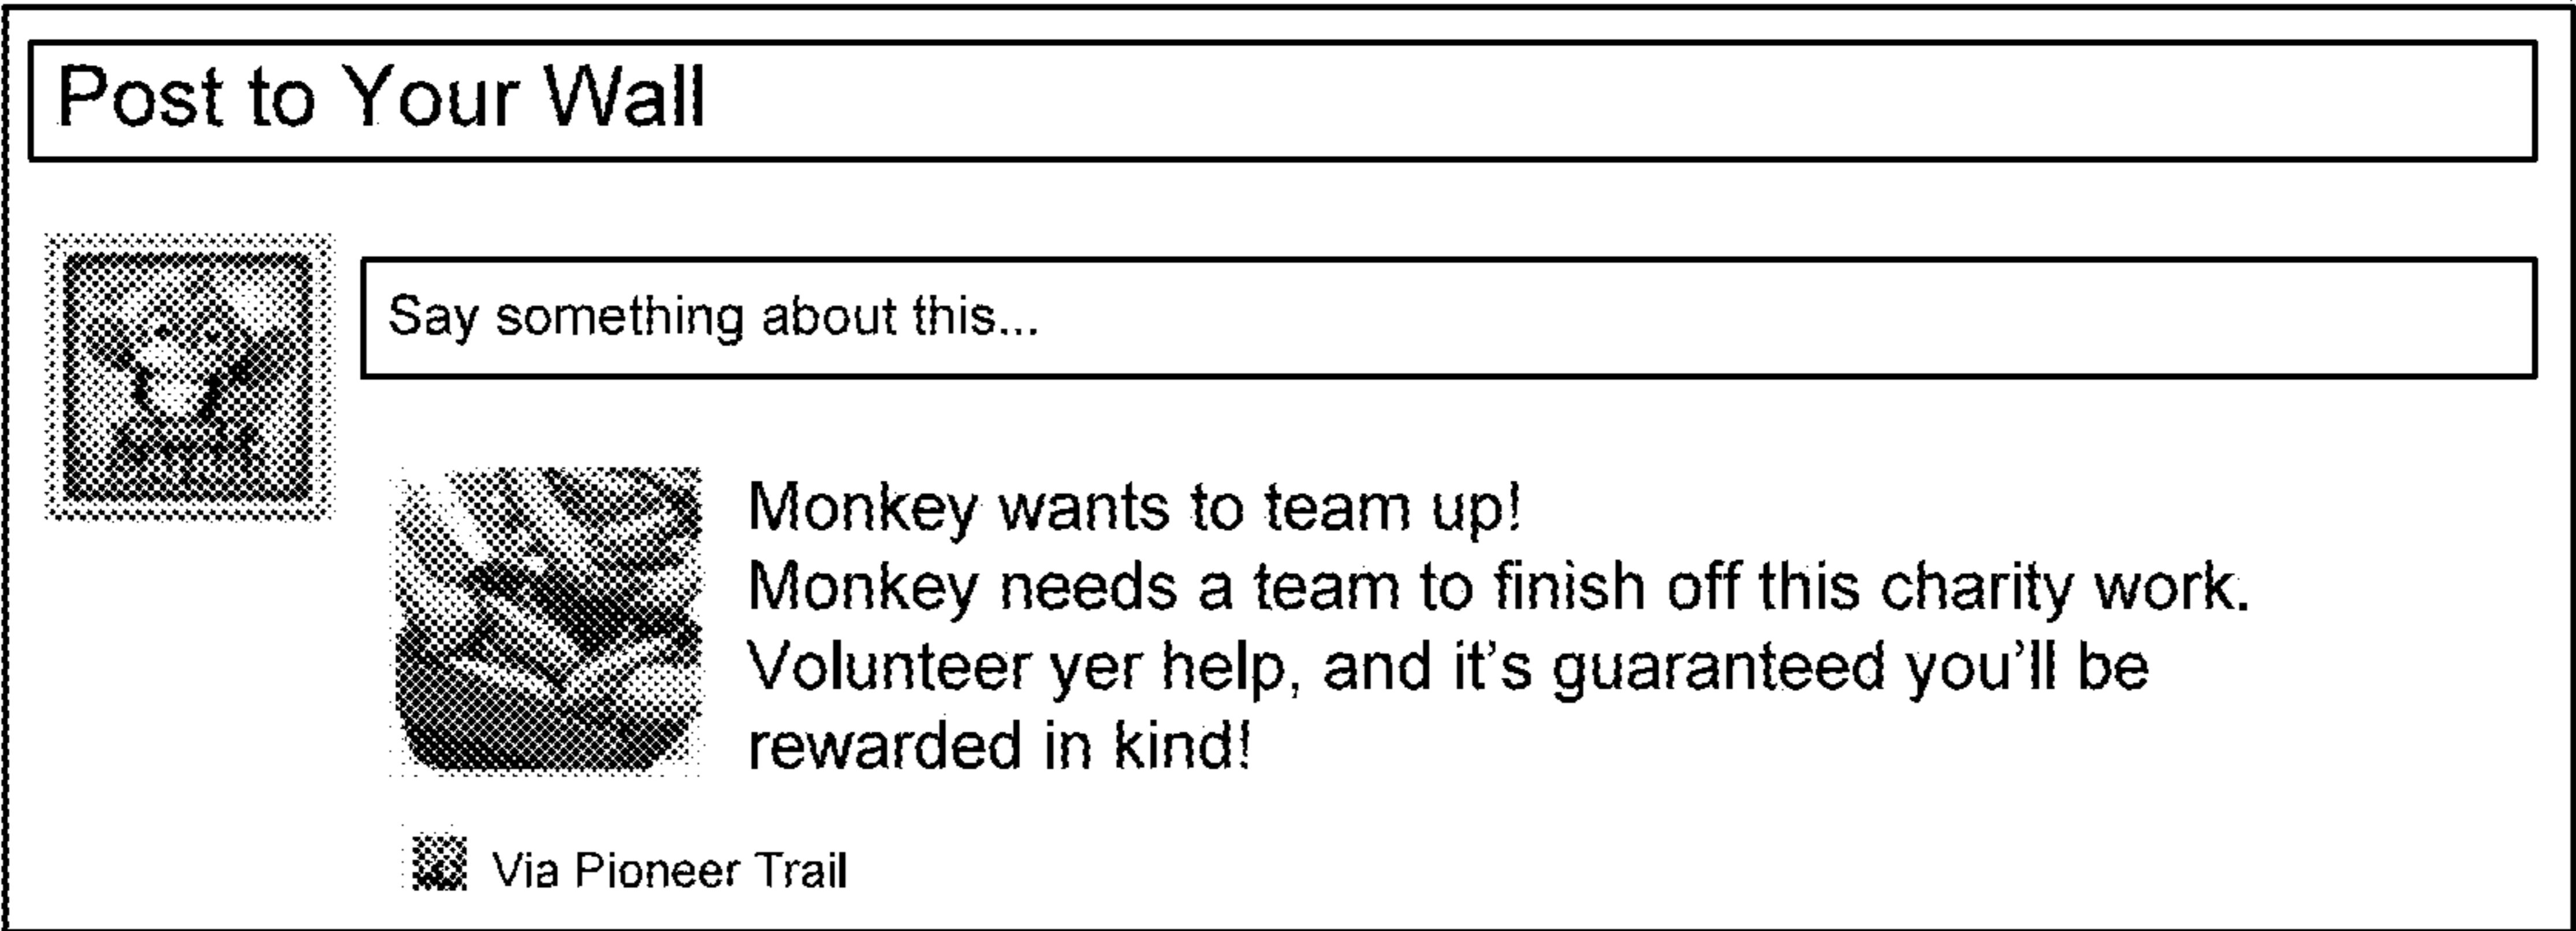 Post to Your Wall
Say something about this...
Monkey wants to team up!
Monkey needs a team to finish off this charity work.
Volunteer yer help, and it's guaranteed you'll be
rewarded in kind!
Via Pioneer Trail